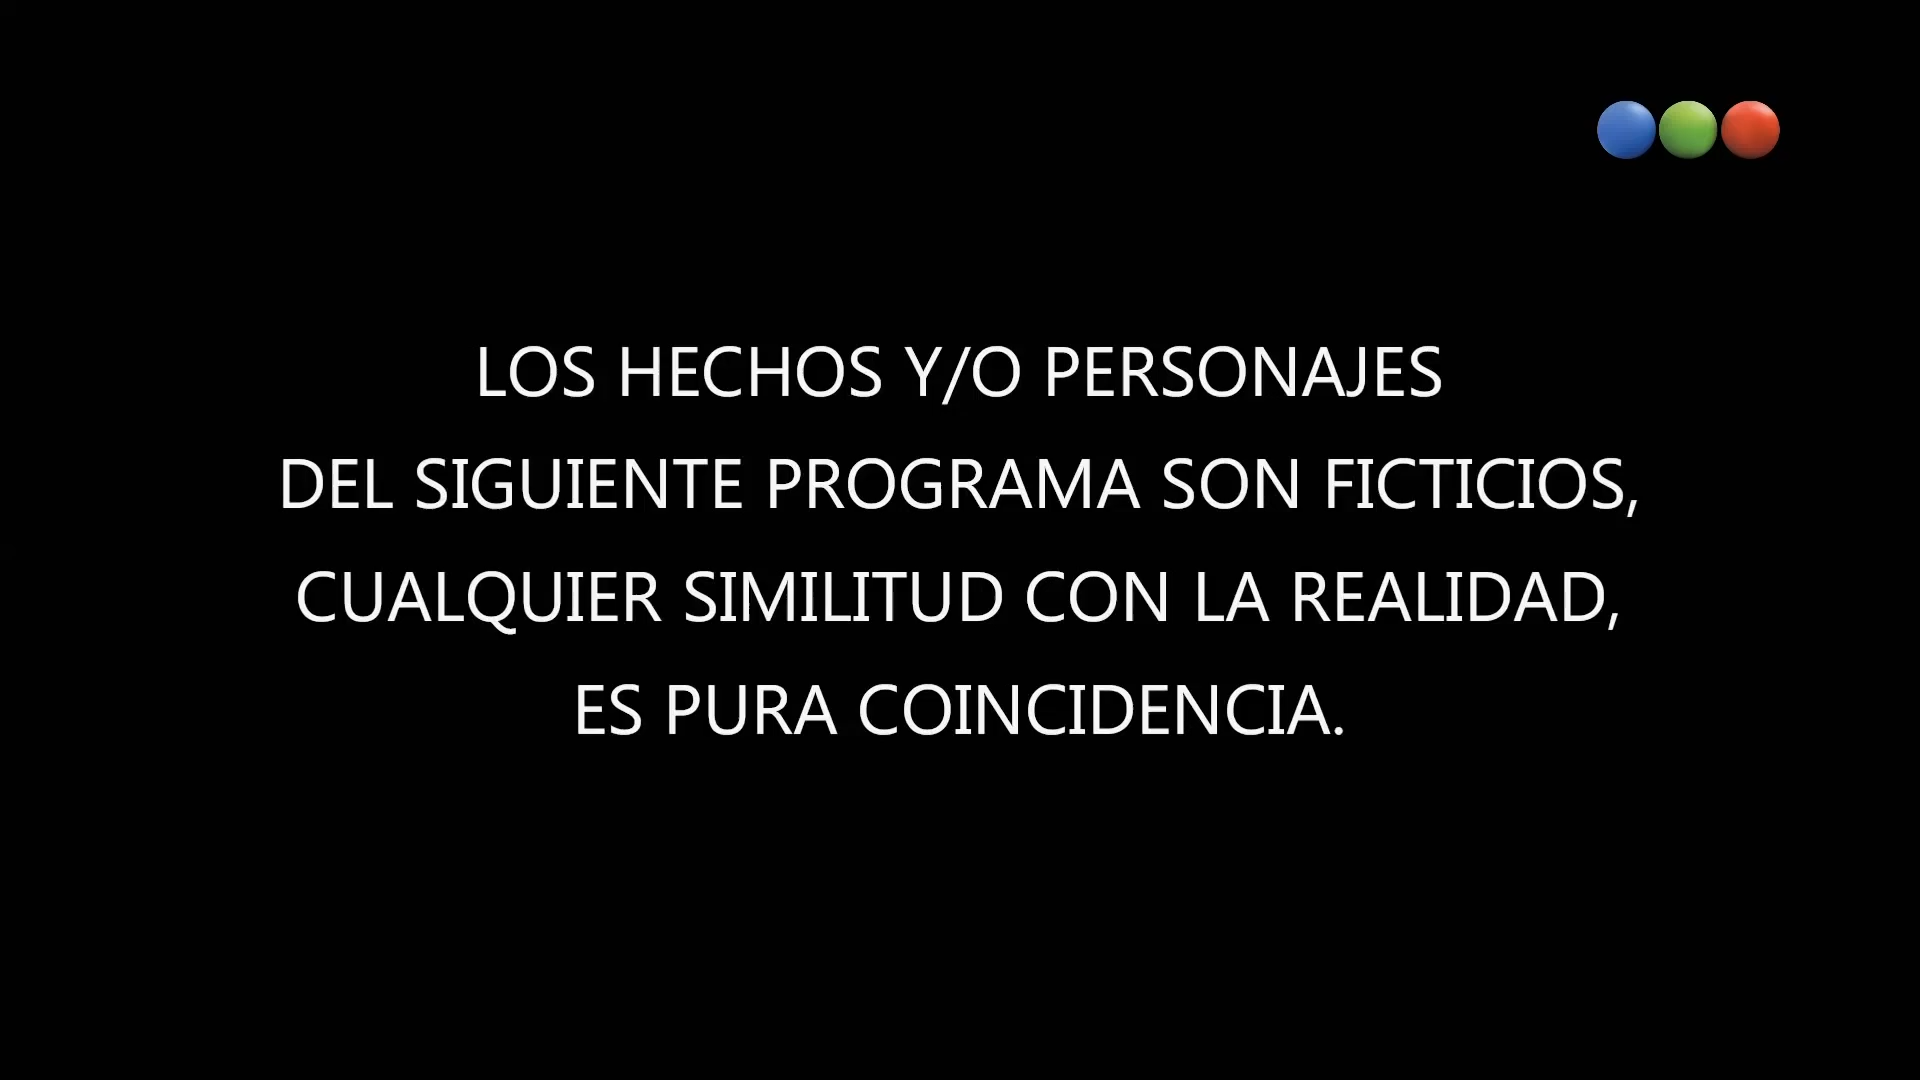 LOS HECHOS Y/O PERSONAJES
DEL SIGUIENTE PROGRAMA SON FICTICIOS,
CUALQUIER SIMILITUD CON LA REALIDAD,
ES PURA COINCIDENCIA.